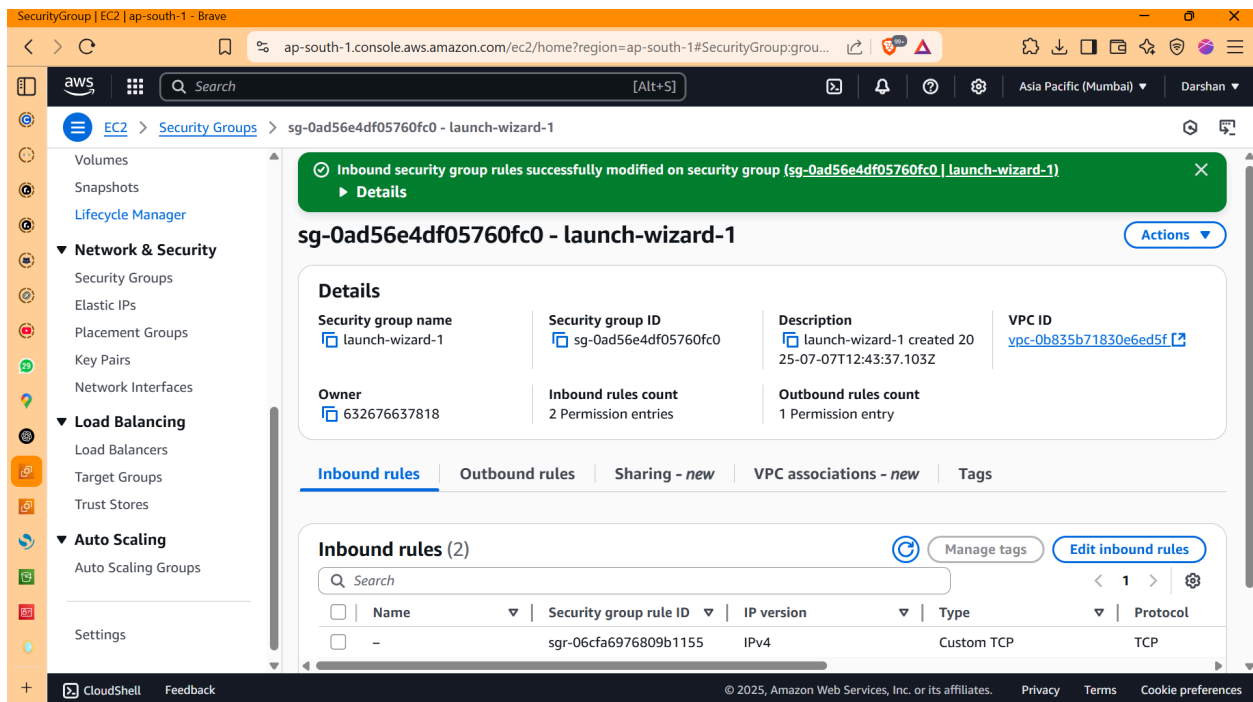 SecurityGroup | EC2 | ap-south-1 - Brave
ap-south-1.console.aws.amazon.com/ec2/home?region=ap-south-1#SecurityGroup:grou...
99+
aws
Search
[Alt+S]
Asia Pacific (Mumbai)
Darshan
EC2 > Security Groups > sg-0ad56e4df05760fc0 - launch-wizard-1
29
Volumes
Snapshots
Lifecycle Manager
Network & Security
Security Groups
Elastic IPs
Placement Groups
Key Pairs
Network Interfaces
Load Balancing
Load Balancers
Target Groups
Trust Stores
Auto Scaling
Auto Scaling Groups
Settings
Inbound security group rules successfully modified on security group (sg-0ad56e4df05760fc0 | launch-wizard-1)
Details
sg-0ad56e4df05760fc0 - launch-wizard-1
Actions
Details
Security group name
launch-wizard-1
Security group ID
sg-0ad56e4df05760fc0
Description
launch-wizard-1 created 20
25-07-07T12:43:37.103Z
VPC ID
vpc-0b835b71830e6ed5f
Owner
632676637818
Inbound rules count
2 Permission entries
Outbound rules count
1 Permission entry
Inbound rules
Outbound rules
Sharing - new
VPC associations - new
Tags
Inbound rules (2)
Manage tags
Edit inbound rules
Search
1
Name
Security group rule ID
IP version
Type
Protocol
– sgr-06cfa6976809b1155 IPv4 Custom TCP TCP
CloudShell
Feedback
© 2025, Amazon Web Services, Inc. or its affiliates.
Privacy
Terms
Cookie preferences